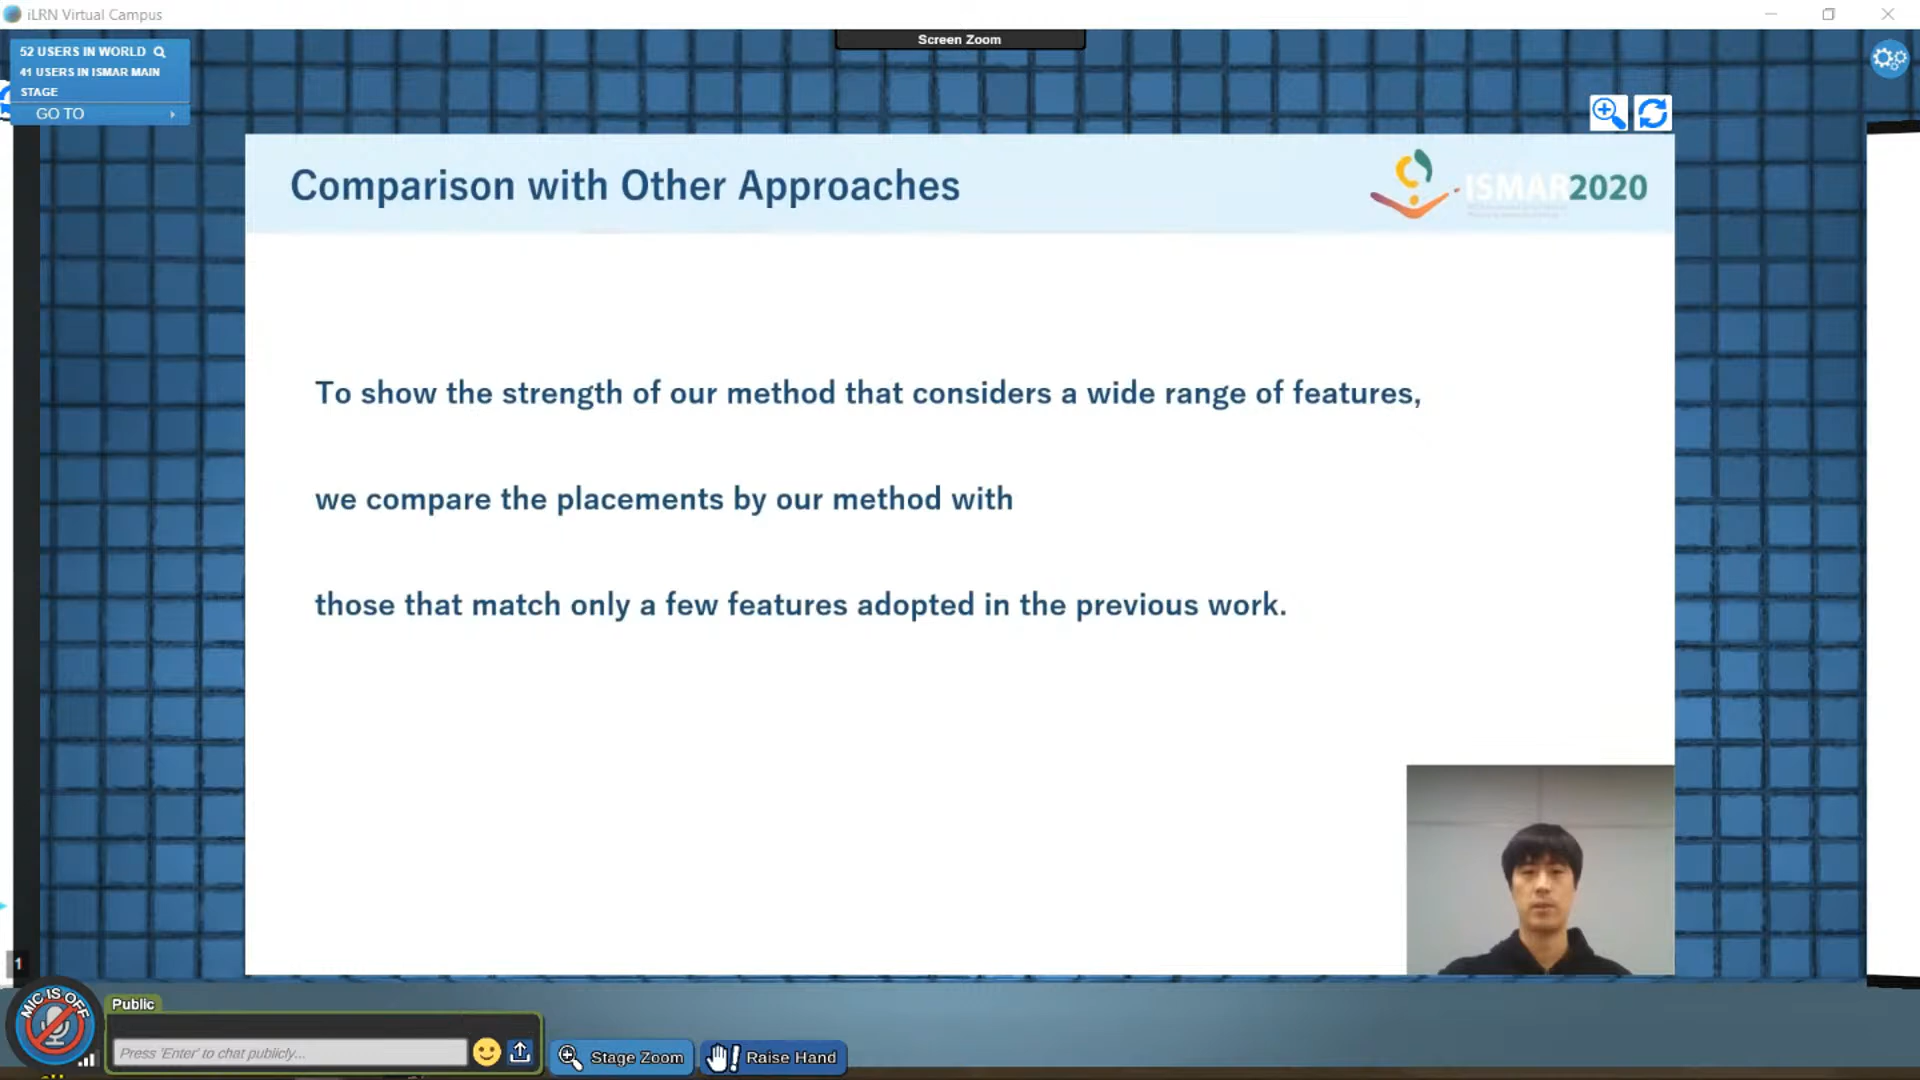 iLRN Virtual Campus
52 USERS IN WORLD
41 USERS IN ISMAR MAIN
STAGE
GO TO
Screen Zoom
Comparison with Other Approaches
ISMAR2020
To show the strength of our method that considers a wide range of features,
we compare the placements by our method with
those that match only a few features adopted in the previous work.
1
MIC IS OFF
Public
Press 'Enter' to chat publicly...
Stage Zoom
Raise Hand